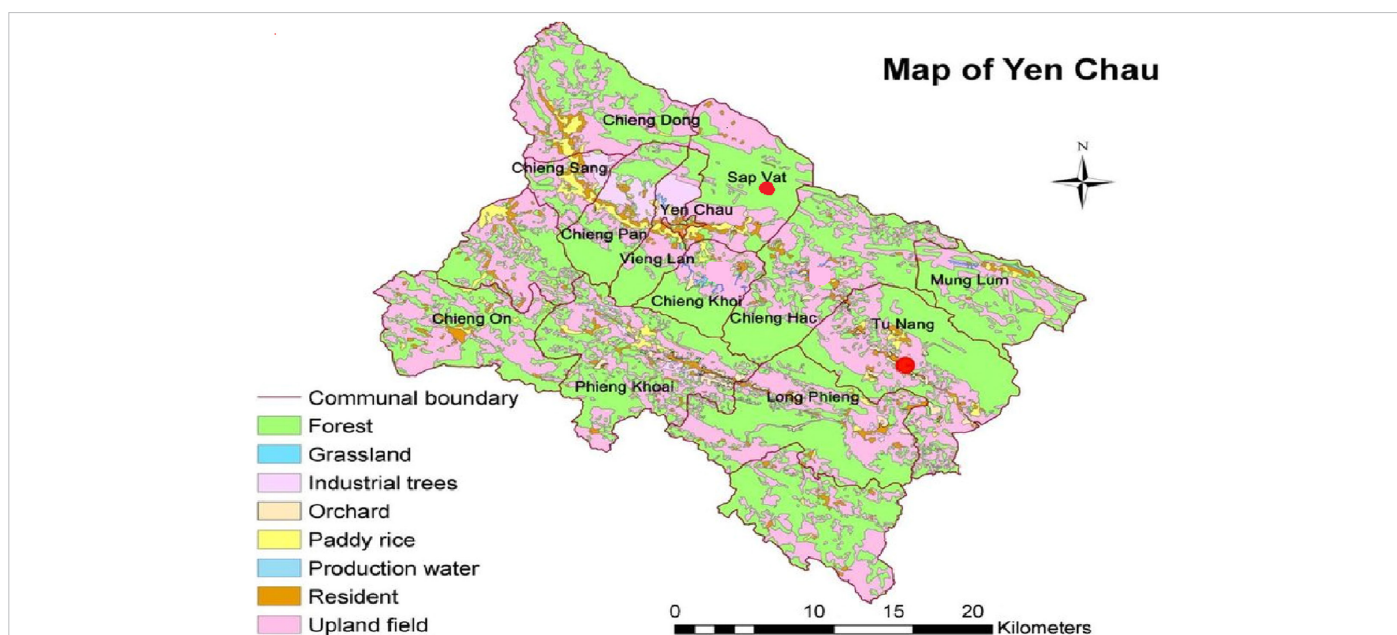 Map of Yen Chau
N
Chieng Dong
Chieng Sang
Sap Vat
Yen Chau
Chieng Pan
Vieng Lan
Mung Lum
Chieng Khoi
Chieng On
Chieng Hac
Tu Nang
Phieng Khoai
Long Phieng
Communal boundary
Forest
Grassland
Industrial trees
Orchard
Paddy rice
Production water
Resident
Upland field
0 10 15 20
Kilometers